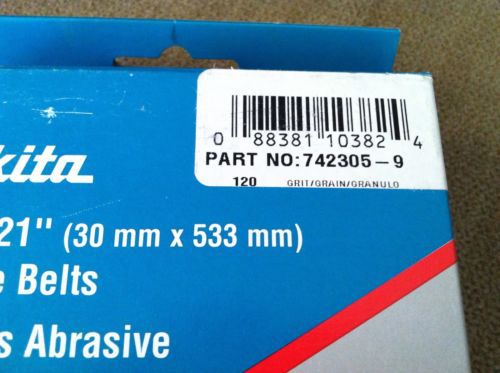 0 88381 10382 4
PART NO:742305-9
120 GRIT/GRAIN/GRANULO
kita
21" (30 mm x 533 mm)
e Belts
s Abrasive